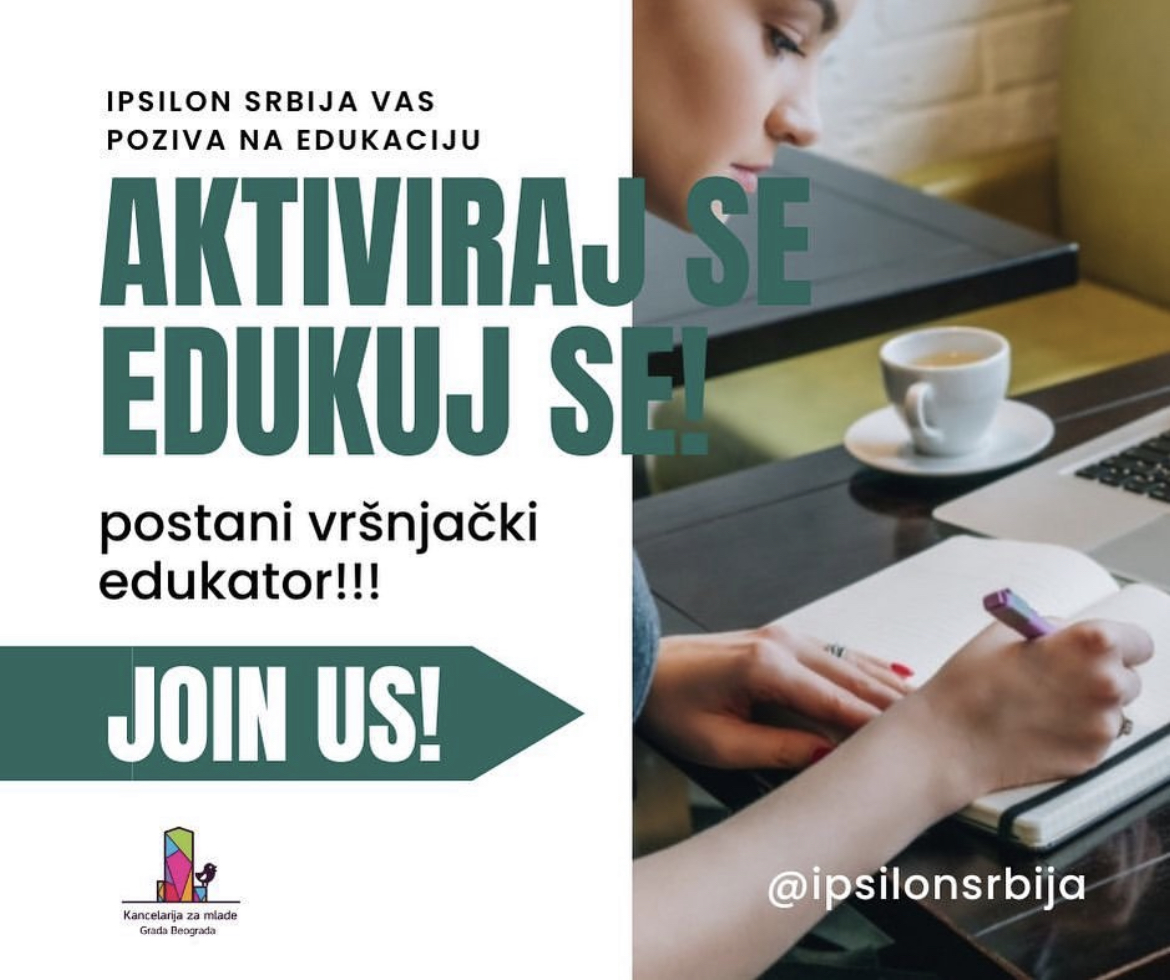 IPSILON SRBIJA VAS
POZIVA NA EDUKACIJU
AKTIVIRAJ SE
EDUKUJ SE!
postani vršnjački
edukator!!!
JOIN US!
Kancelarija za mlade
Grada Beograda
@ipsilonsrbija